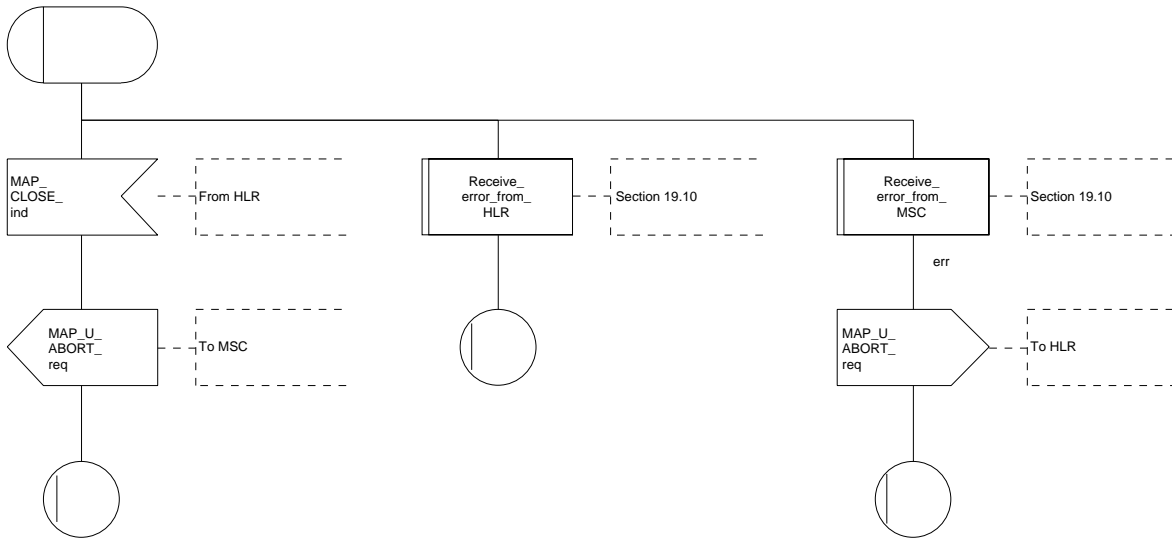 MAP_
CLOSE_
ind
From HLR
Receive_
error_from_
HLR
Section 19.10
Receive_
error_from_
MSC
Section 19.10
err
MAP_U_
ABORT_
req
To MSC
MAP_U_
ABORT_
req
To HLR